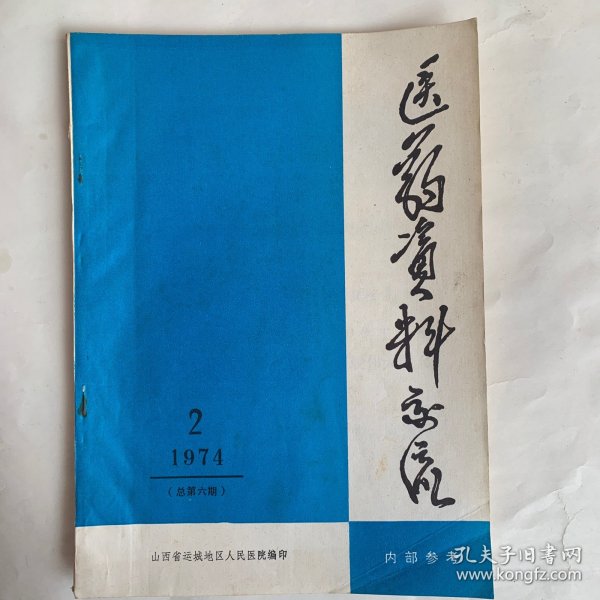 医药资料交流
2
1974
(总第六期)
山西省运城地区人民医院编印
内部参考
孔夫子旧书网
www.kongfz.com